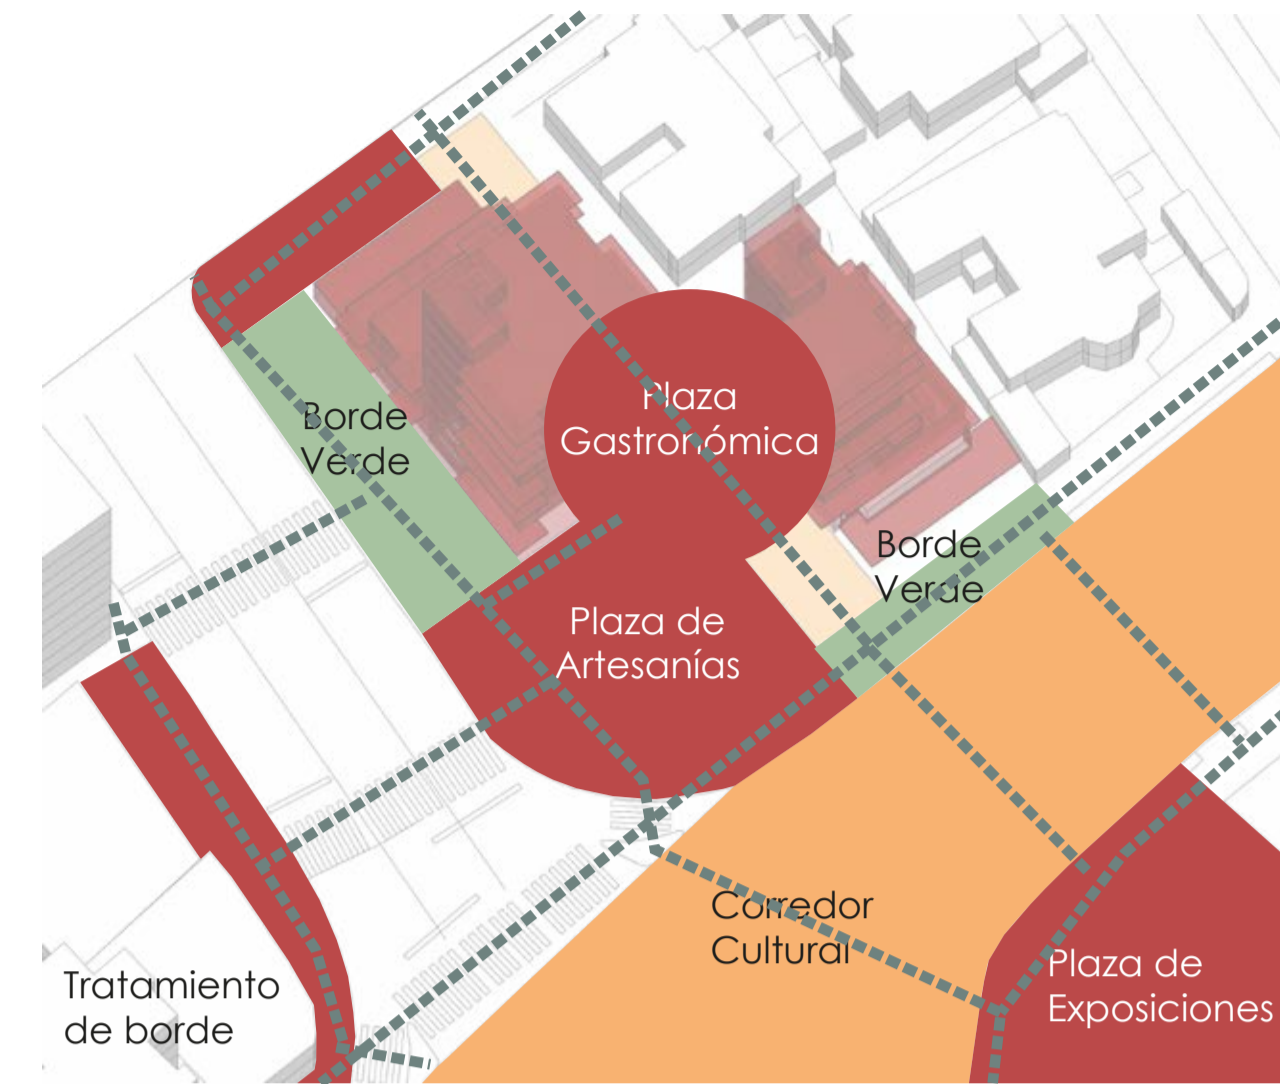 Plaza
Gastronómica
Borde
Verde
Borde
Verde
Plaza de
Artesanías
Corredor
Cultural
Plaza de
Exposiciones
Tratamiento
de borde